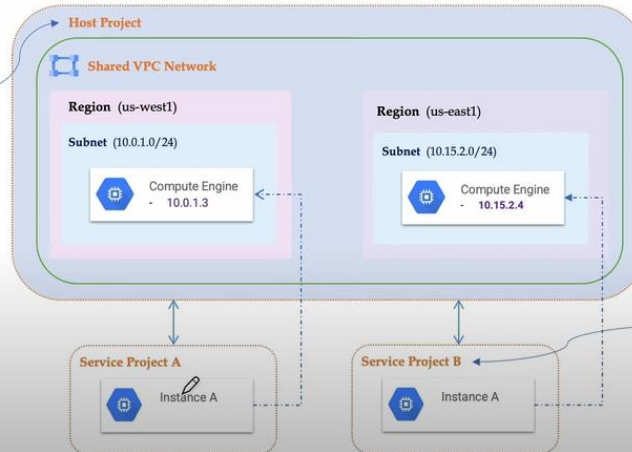 Host Project
Shared VPC Network
Region (us-west1)
Subnet (10.0.1.0/24)
Compute Engine
- 10.0.1.3
Region (us-east1)
Subnet (10.15.2.0/24)
Compute Engine
- 10.15.2.4
Service Project A
Instance A
Service Project B
Instance A